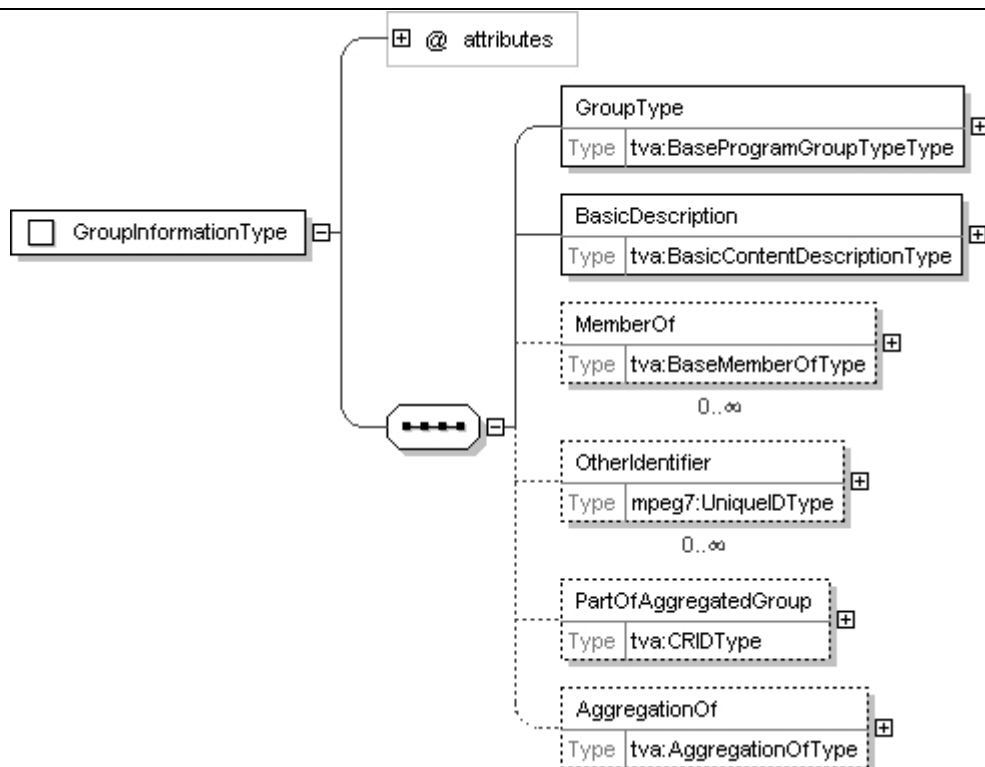 @ attributes
GroupType
Type tva:BaseProgramGroupTypeType
GroupInformationType
BasicDescription
Type tva:BasicContentDescriptionType
MemberOf
Type tva:BaseMemberOfType
0..∞
OtherIdentifier
Type mpeg7:UniqueIDType
0..∞
PartOfAggregatedGroup
Type tva:CRIDType
AggregationOf
Type tva:AggregationOfType